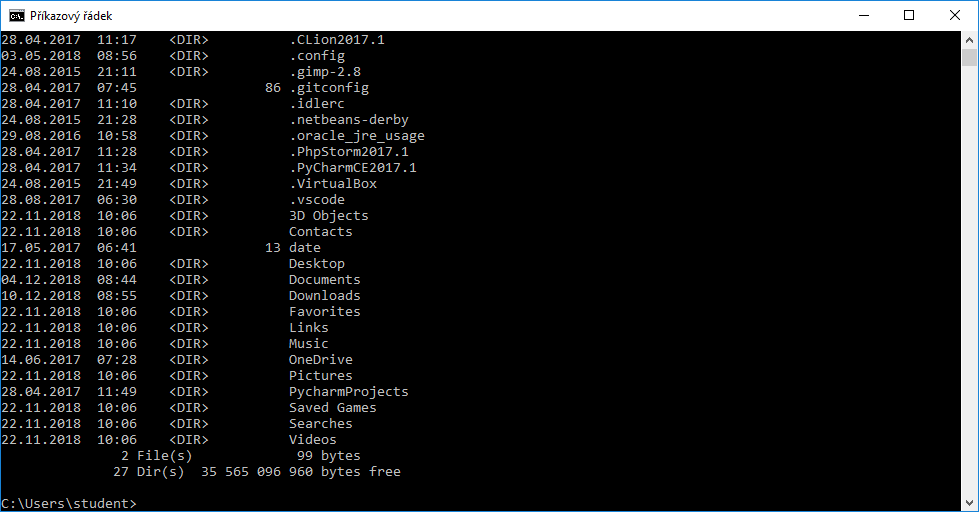 Příkazový řádek
28.04.2017  11:17    <DIR>          .CLion2017.1
03.05.2018  08:56    <DIR>          .config
24.08.2015  21:11    <DIR>          .gimp-2.8
28.04.2017  07:45                86 .gitconfig
28.04.2017  11:10    <DIR>          .idlerc
24.08.2015  21:28    <DIR>          .netbeans-derby
29.08.2016  10:58    <DIR>          .oracle_jre_usage
28.04.2017  11:28    <DIR>          .PhpStorm2017.1
28.04.2017  11:34    <DIR>          .PyCharmCE2017.1
24.08.2015  21:49    <DIR>          .VirtualBox
28.08.2017  06:30    <DIR>          .vscode
22.11.2018  10:06    <DIR>          3D Objects
22.11.2018  10:06    <DIR>          Contacts
17.05.2017  06:41                13 date
22.11.2018  10:06    <DIR>          Desktop
04.12.2018  08:44    <DIR>          Documents
10.12.2018  08:55    <DIR>          Downloads
22.11.2018  10:06    <DIR>          Favorites
22.11.2018  10:06    <DIR>          Links
22.11.2018  10:06    <DIR>          Music
14.06.2017  07:28    <DIR>          OneDrive
22.11.2018  10:06    <DIR>          Pictures
28.04.2017  11:49    <DIR>          PycharmProjects
22.11.2018  10:06    <DIR>          Saved Games
22.11.2018  10:06    <DIR>          Searches
22.11.2018  10:06    <DIR>          Videos
               2 File(s)             99 bytes
              27 Dir(s)  35 565 096 960 bytes free
C:\Users\student>